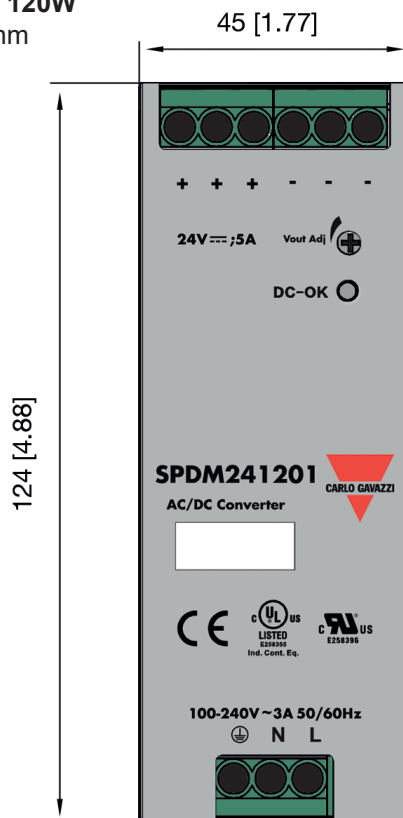 120W
mm
45 [1.77]
+ + + - - -
24V⎓;5A Vout Adj
DC-OK
124 [4.88]
SPDM241201
CARLO GAVAZZI
AC/DC Converter
CE
c UL us
LISTED
E258395
Ind. Cont. Eq.
c RU US
E258395
100-240V~3A 50/60Hz
N L